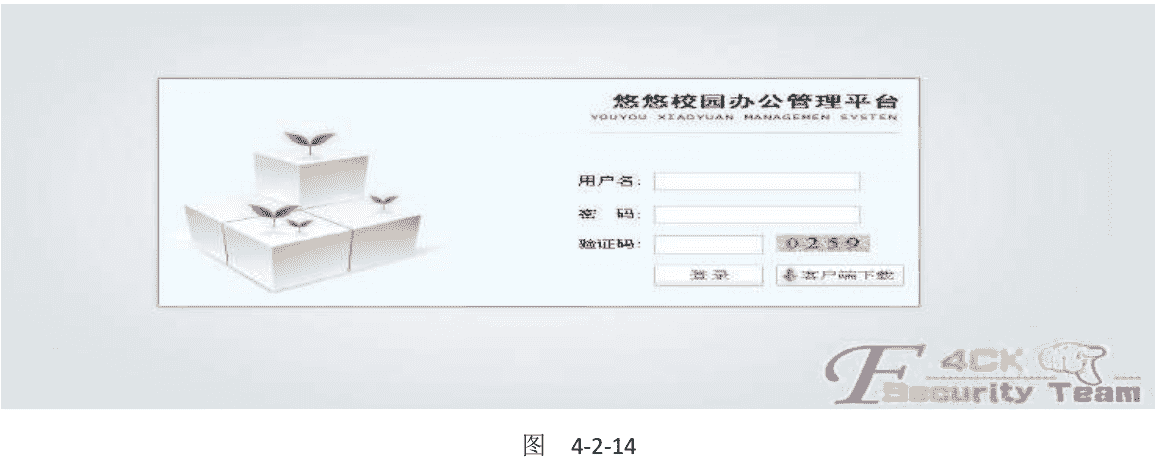 悠悠校园办公管理平台
YOUYOU XIAOYUAN MANAGEMEN SYSTEN
用户名:
密 码:
验证码: 0259
登录 客户端下载
F4CK
Security Team
图 4-2-14